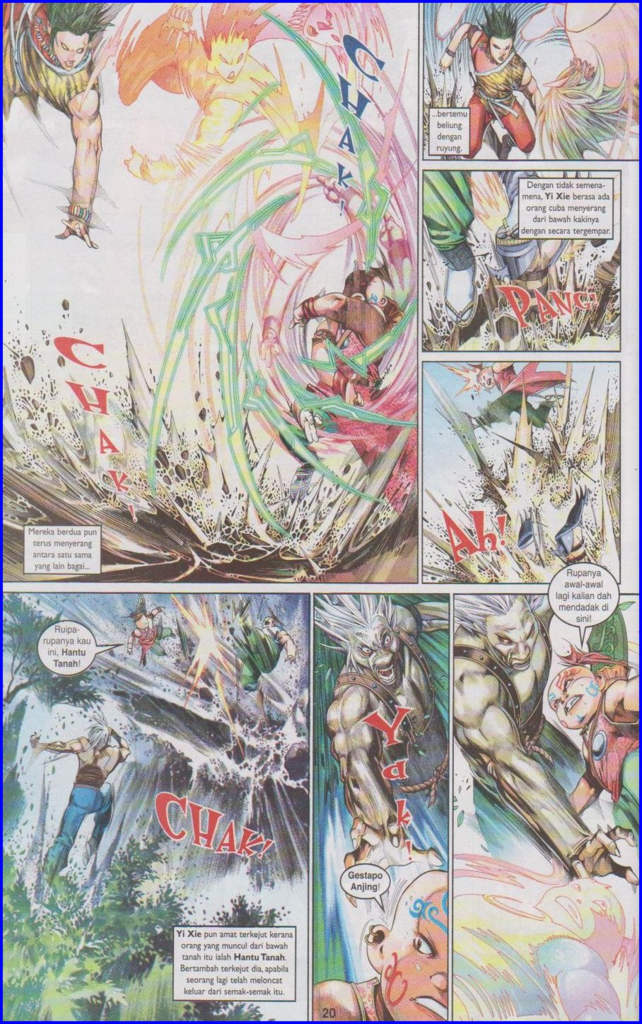 CHAK!
CHAK!
Mereka berdua pun
terus menyerang
antara satu sama
yang lain bagai...
...bertemu
beliung
dengan
ruyung.
Dengan tidak semena-
mena, Yi Xie berasa ada
orang cuba menyerang
dari bawah kakinya
dengan secara tergempar.
PANG!
Ah!
Ruipa-
rupanya kau
ini, Hantu
Tanah!
CHAK!
Yi Xie pun amat terkejut kerana
orang yang muncul dari bawah
tanah itu ialah Hantu Tanah.
Bertambah terkejut dia, apabila
seorang lagi telah meloncat
keluar dari semak-semak itu.
Yak!
Gestapo
Anjing!
Rupanya
awal-awal
lagi kalian dah
mendadak di
sini!
20